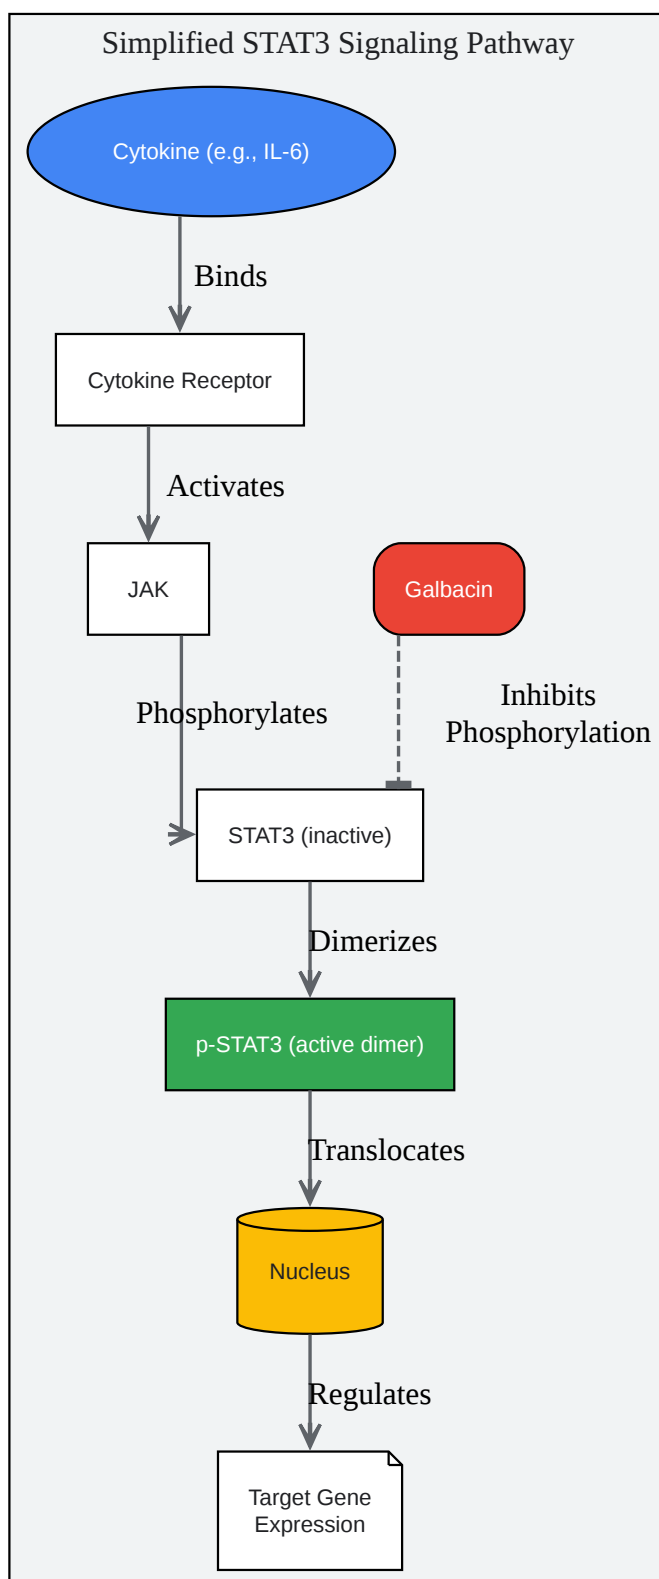 Simplified STAT3 Signaling Pathway
Cytokine (e.g., IL-6)
Binds
Cytokine Receptor
Activates
JAK
Galbacin
Phosphorylates
Inhibits
Phosphorylation
STAT3 (inactive)
Dimerizes
p-STAT3 (active dimer)
Translocates
Nucleus
Regulates
Target Gene
Expression